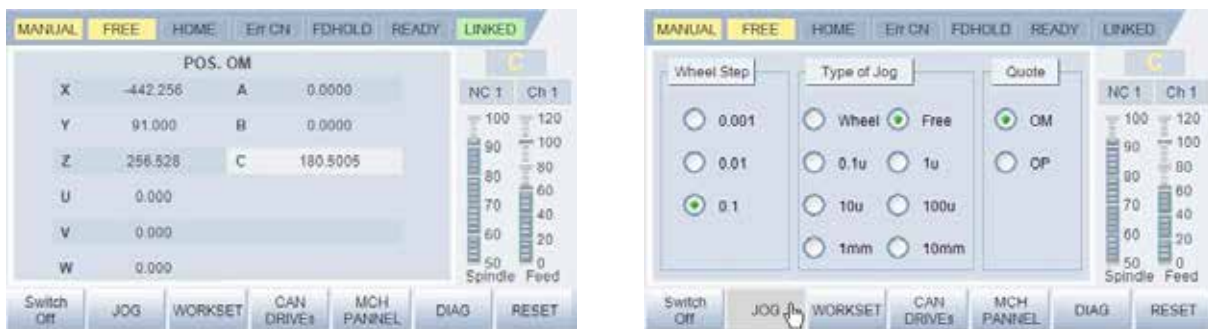 MANUAL FREE HOME Err CN FDHOLD READY LINKED
POS. OM
C
X -442.256 A 0.0000
NC 1 Ch 1
Y 91.000 B 0.0000
Z 256.528 C 180.5005
U 0.000
V 0.000
W 0.000
100 120
90 100
80 80
70 60
40
60 20
50 0
Spindle Feed
Switch Off JOG WORKSET CAN DRIVEs MCH PANNEL DIAG RESET
MANUAL FREE HOME Err CN FDHOLD READY LINKED
C
Wheel Step Type of Jog Quote
NC 1 Ch 1
0.001 Wheel Free OM
0.01 0.1u 1u OP
0.1 10u 100u
1mm 10mm
100 120
90 100
80 80
70 60
40
60 20
50 0
Spindle Feed
Switch Off JOG WORKSET CAN DRIVEs MCH PANNEL DIAG RESET